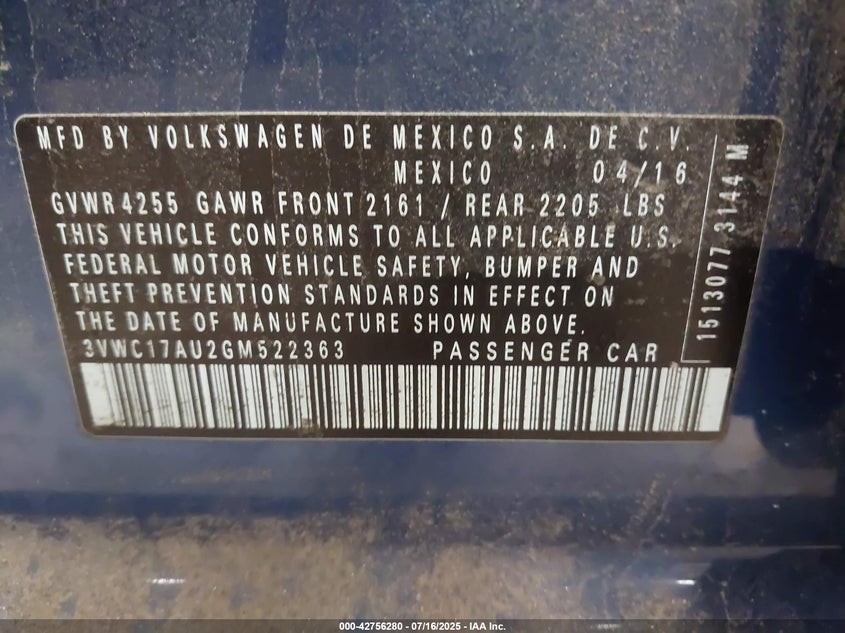 MFD BY VOLKSWAGEN DE MEXICO S.A. DE C.V.
MEXICO 04/16
GVWR 4255 GAWR FRONT 2161 / REAR 2205 LBS
THIS VEHICLE CONFORMS TO ALL APPLICABLE U.S.
FEDERAL MOTOR VEHICLE SAFETY, BUMPER AND
THEFT PREVENTION STANDARDS IN EFFECT ON
THE DATE OF MANUFACTURE SHOWN ABOVE.
3VWC17AU2GM522363 PASSENGER CAR
1513077 3144 M
000-42756280 - 07/16/2025 - IAA Inc.